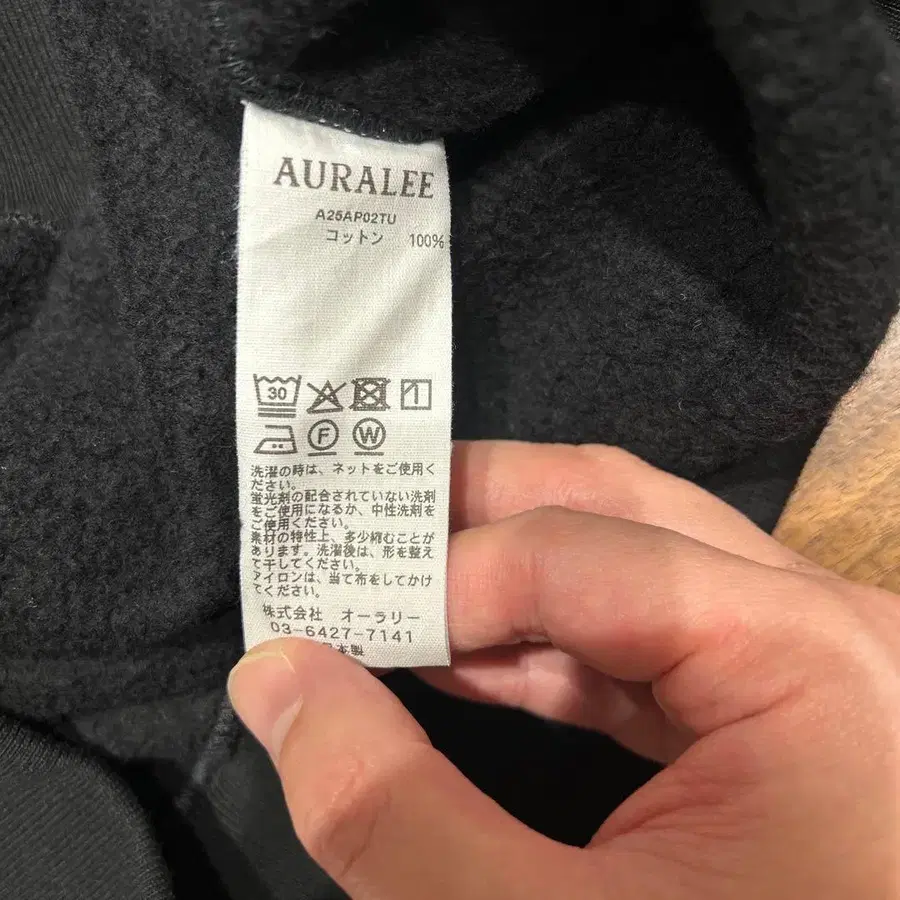 AURALEE
A25AP02TU
コットン 100%
30
F W
洗濯の時は、ネットをご使用く
ださい。
蛍光剤の配合されていない洗剤
をご使用になるか、中性洗剤を
ご使用ください。
素材の特性上、多少縮むことが
あります。洗濯後は、形を整え
て干してください。
アイロンは、当て布をしてかけ
てください。
株式会社 オーラリー
03-6427-7141
本製